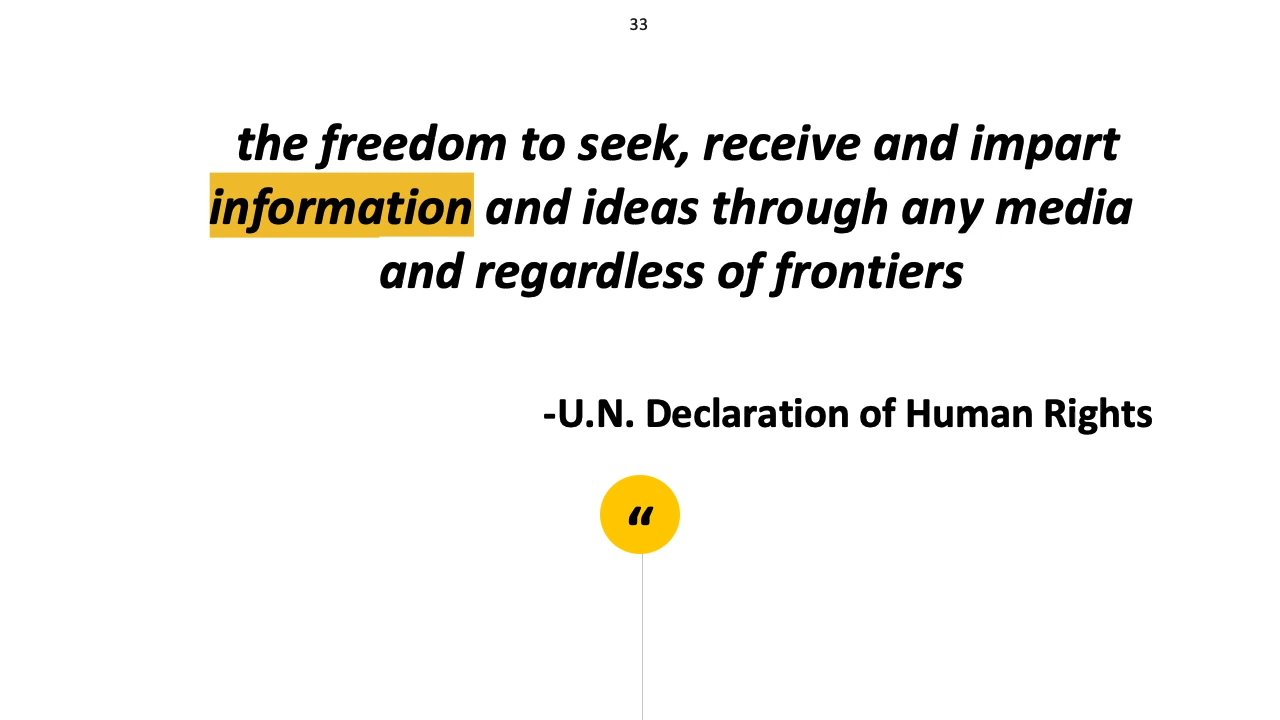 33
the freedom to seek, receive and impart
information and ideas through any media
and regardless of frontiers
-U.N. Declaration of Human Rights
“